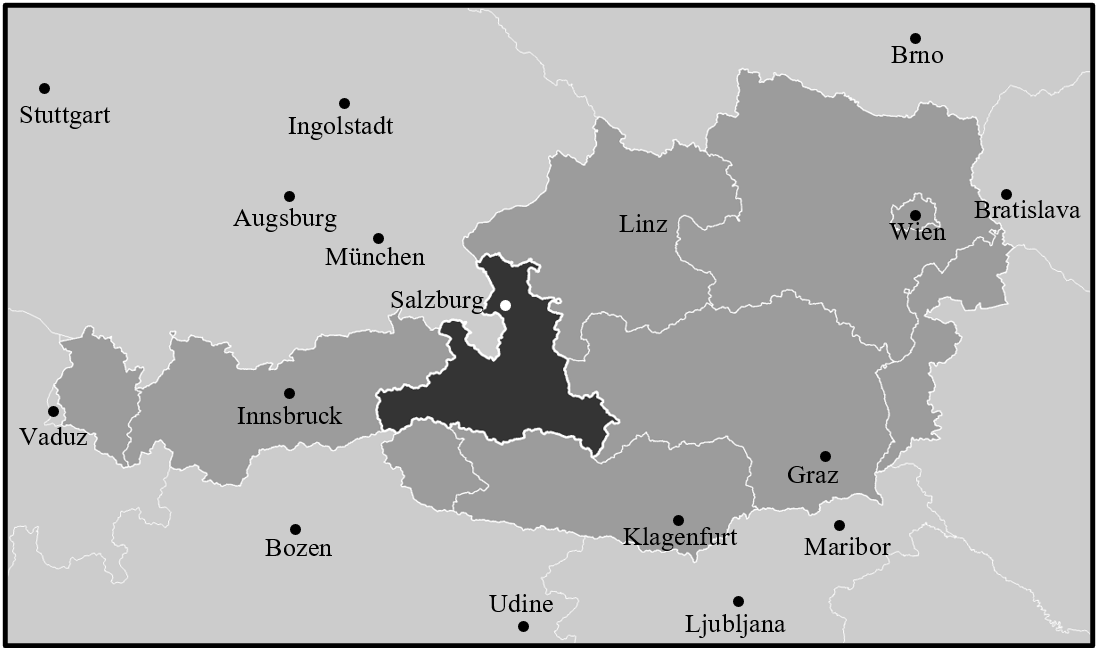 Brno
Stuttgart
Ingolstadt
Augsburg
Bratislava
Linz
Wien
München
Salzburg
Innsbruck
Vaduz
Graz
Klagenfurt
Bozen
Maribor
Udine
Ljubljana